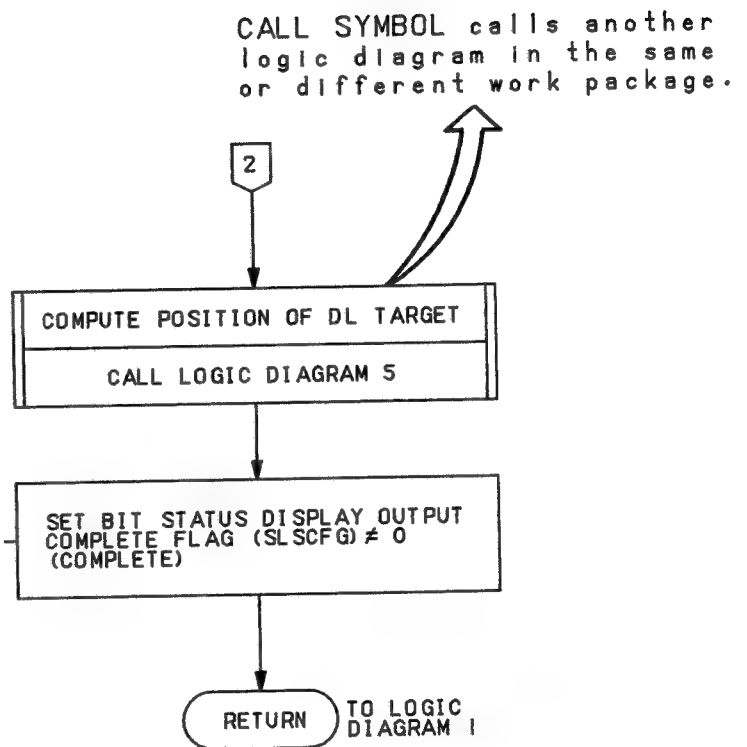 CALL SYMBOL calls another
logic diagram in the same
or different work package.
2
COMPUTE POSITION OF DL TARGET
CALL LOGIC DIAGRAM 5
SET BIT STATUS DISPLAY OUTPUT
COMPLETE FLAG (SLSCFG) ≠ 0
(COMPLETE)
RETURN
TO LOGIC
DIAGRAM 1